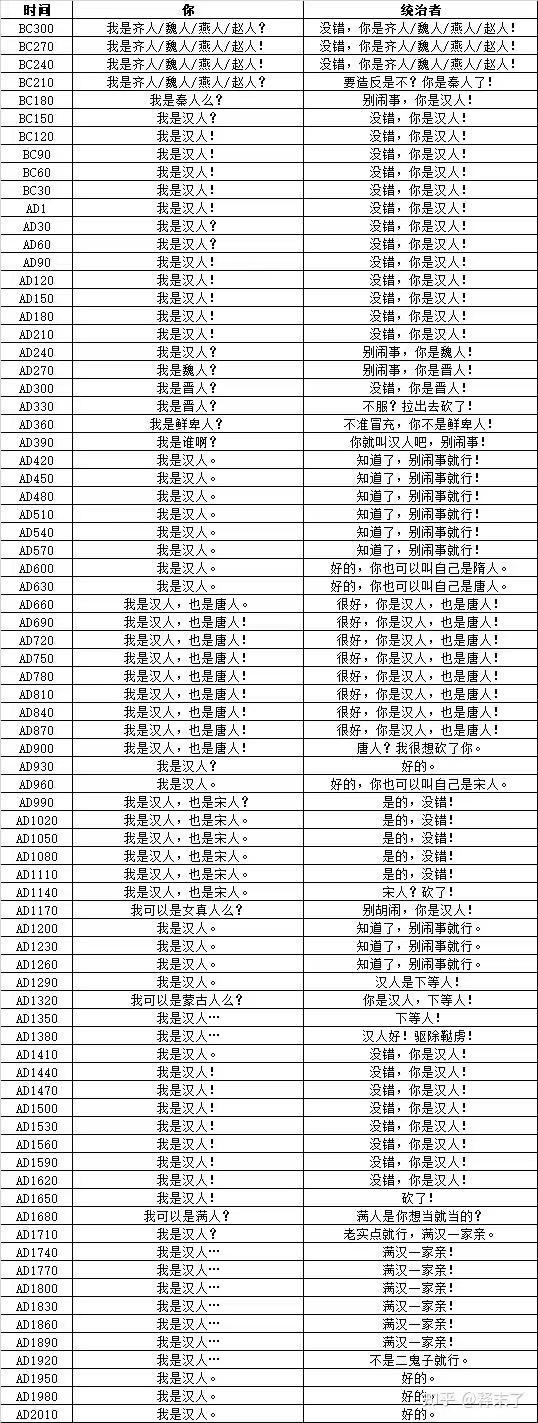 时间 你 统治者
BC300 我是齐人/魏人/燕人/赵人？ 没错，你是齐人/魏人/燕人/赵人！
BC270 我是齐人/魏人/燕人/赵人！ 没错，你是齐人/魏人/燕人/赵人！
BC240 我是齐人/魏人/燕人/赵人！ 没错，你是齐人/魏人/燕人/赵人！
BC210 我是齐人/魏人/燕人/赵人？ 要造反是不？你是秦人了！
BC180 我是秦人么？ 别闹事，你是汉人！
BC150 我是汉人？ 没错，你是汉人！
BC120 我是汉人！ 没错，你是汉人！
BC90 我是汉人！ 没错，你是汉人！
BC60 我是汉人！ 没错，你是汉人！
BC30 我是汉人！ 没错，你是汉人！
AD1 我是汉人！ 没错，你是汉人！
AD30 我是汉人？ 没错，你是汉人！
AD60 我是汉人？ 没错，你是汉人！
AD90 我是汉人！ 没错，你是汉人！
AD120 我是汉人！ 没错，你是汉人！
AD150 我是汉人！ 没错，你是汉人！
AD180 我是汉人！ 没错，你是汉人！
AD210 我是汉人！ 没错，你是汉人！
AD240 我是汉人？ 别闹事，你是魏人！
AD270 我是魏人？ 别闹事，你是晋人！
AD300 我是晋人？ 没错，你是晋人！
AD330 我是晋人？ 不服？拉出去砍了！
AD360 我是鲜卑人？ 不准冒充，你不是鲜卑人！
AD390 我是谁啊？ 你就叫汉人吧，别闹事！
AD420 我是汉人。 知道了，别闹事就行！
AD450 我是汉人。 知道了，别闹事就行！
AD480 我是汉人。 知道了，别闹事就行！
AD510 我是汉人。 知道了，别闹事就行！
AD540 我是汉人。 知道了，别闹事就行！
AD570 我是汉人。 知道了，别闹事就行！
AD600 我是汉人。 好的，你也可以叫自己是隋人。
AD630 我是汉人。 好的，你也可以叫自己是唐人。
AD660 我是汉人，也是唐人。 很好，你是汉人，也是唐人！
AD690 我是汉人，也是唐人！ 很好，你是汉人，也是唐人！
AD720 我是汉人，也是唐人！ 很好，你是汉人，也是唐人！
AD750 我是汉人，也是唐人！ 很好，你是汉人，也是唐人！
AD780 我是汉人，也是唐人！ 很好，你是汉人，也是唐人！
AD810 我是汉人，也是唐人！ 很好，你是汉人，也是唐人！
AD840 我是汉人，也是唐人！ 很好，你是汉人，也是唐人！
AD870 我是汉人，也是唐人！ 很好，你是汉人，也是唐人！
AD900 我是汉人，也是唐人！ 唐人？我很想砍了你。
AD930 我是汉人？ 好的。
AD960 我是汉人。 好的，你也可以叫自己是宋人。
AD990 我是汉人，也是宋人？ 是的，没错！
AD1020 我是汉人，也是宋人。 是的，没错！
AD1050 我是汉人，也是宋人。 是的，没错！
AD1080 我是汉人，也是宋人。 是的，没错！
AD1110 我是汉人，也是宋人。 是的，没错！
AD1140 我是汉人，也是宋人。 宋人？砍了！
AD1170 我可以是女真人么？ 别胡闹，你是汉人！
AD1200 我是汉人。 知道了，别闹事就行。
AD1230 我是汉人。 知道了，别闹事就行。
AD1260 我是汉人。 知道了，别闹事就行。
AD1290 我是汉人。 汉人是下等人！
AD1320 我可以是蒙古人么？ 你是汉人，下等人！
AD1350 我是汉人… 下等人！
AD1380 我是汉人… 汉人好！驱除鞑虏！
AD1410 我是汉人。 没错，你是汉人！
AD1440 我是汉人！ 没错，你是汉人！
AD1470 我是汉人！ 没错，你是汉人！
AD1500 我是汉人！ 没错，你是汉人！
AD1530 我是汉人！ 没错，你是汉人！
AD1560 我是汉人！ 没错，你是汉人！
AD1590 我是汉人！ 没错，你是汉人！
AD1620 我是汉人！ 没错，你是汉人！
AD1650 我是汉人！ 砍了！
AD1680 我可以是满人？ 满人是你想当就当的？
AD1710 我是汉人？ 老实点就行，满汉一家亲。
AD1740 我是汉人… 满汉一家亲！
AD1770 我是汉人… 满汉一家亲！
AD1800 我是汉人… 满汉一家亲！
AD1830 我是汉人… 满汉一家亲！
AD1860 我是汉人… 满汉一家亲！
AD1890 我是汉人… 满汉一家亲！
AD1920 我是汉人… 不是二鬼子就行。
AD1950 我是汉人。 好的。
AD1980 我是汉人。 好的。
AD2010 我是汉人。 好的。
知乎 @释末了